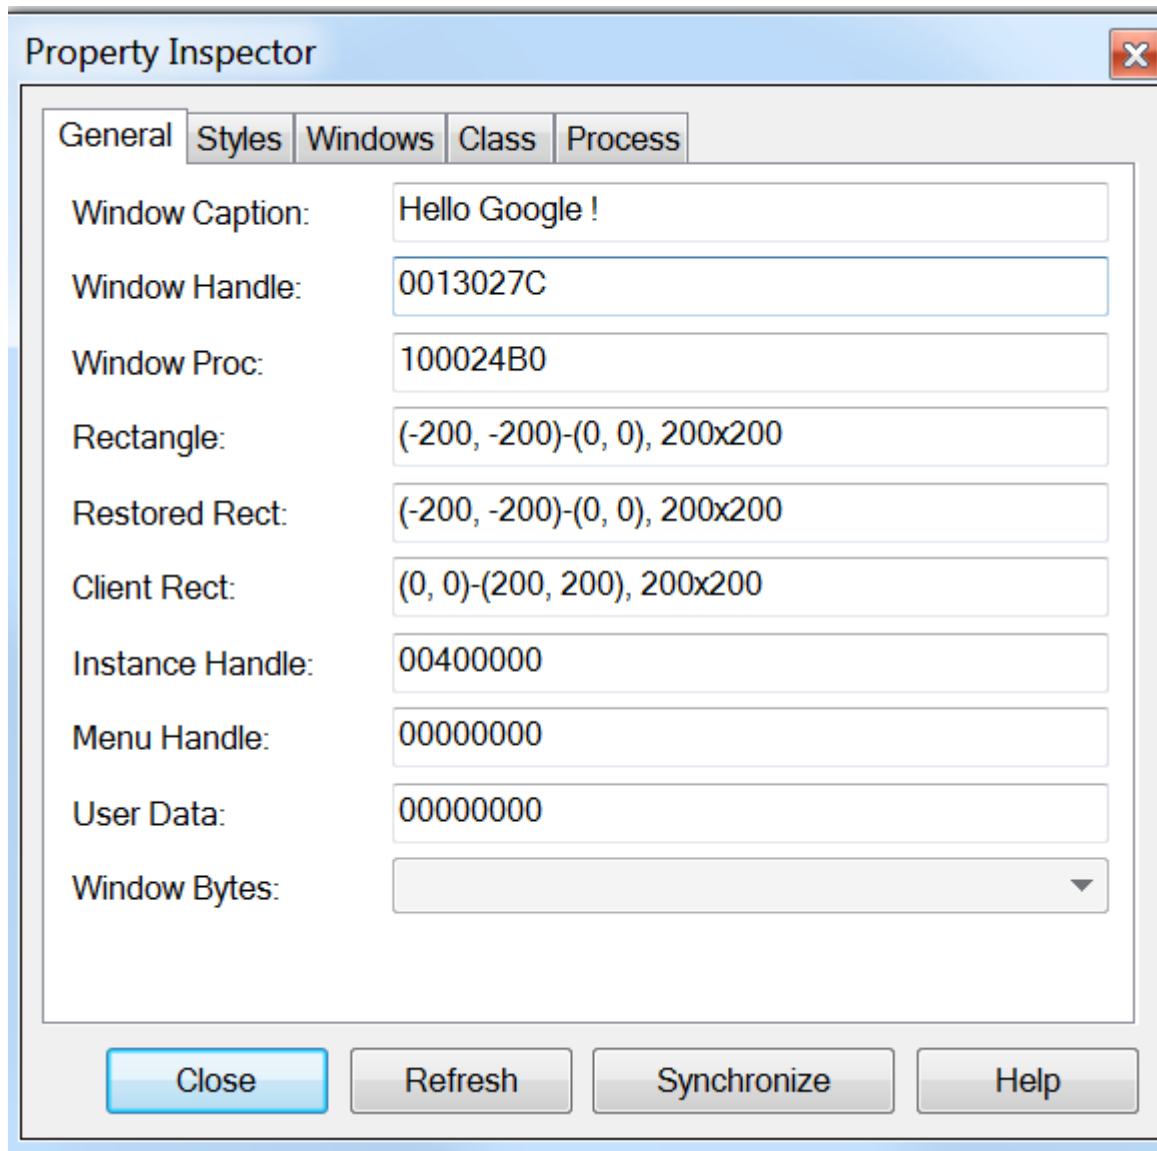 Property Inspector
General Styles Windows Class Process
Window Caption: Hello Google !
Window Handle: 0013027C
Window Proc: 100024B0
Rectangle: (-200, -200)-(0, 0), 200x200
Restored Rect: (-200, -200)-(0, 0), 200x200
Client Rect: (0, 0)-(200, 200), 200x200
Instance Handle: 00400000
Menu Handle: 00000000
User Data: 00000000
Window Bytes:
Close Refresh Synchronize Help